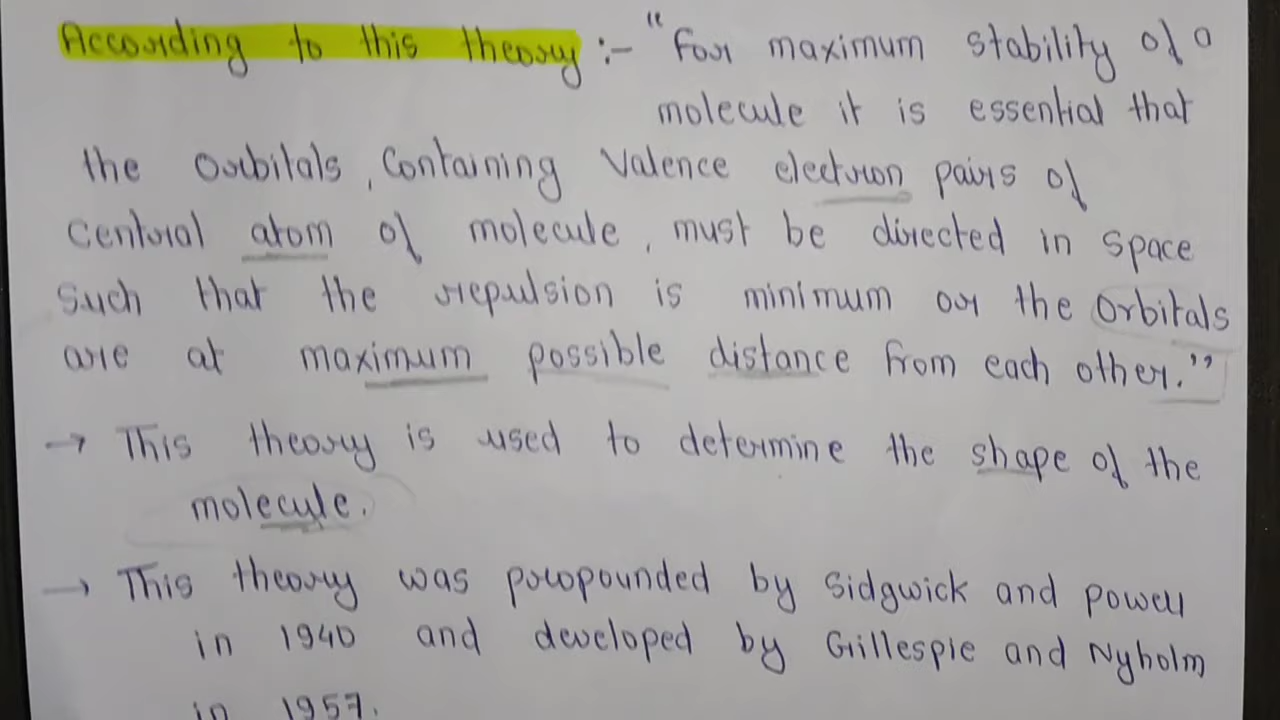 According to this theory :- "For maximum stability of a
molecule it is essential that
the orbitals, containing valence electron pairs of
central atom of molecule, must be directed in space
such that the repulsion is minimum or the orbitals
are at maximum possible distance from each other."
→ This theory is used to determine the shape of the
molecule.
→ This theory was propounded by Sidgwick and Powell
in 1940 and developed by Gillespie and Nyholm
in 1957.